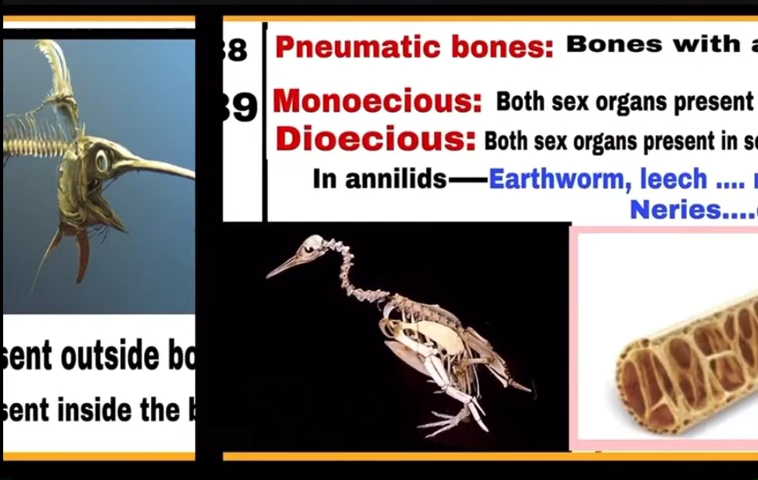 38
Pneumatic bones: Bones with a
39
Monoecious: Both sex organs present
Dioecious: Both sex organs present in se
In annilids—Earthworm, leech ....
Neries....
sent outside bo
sent inside the b